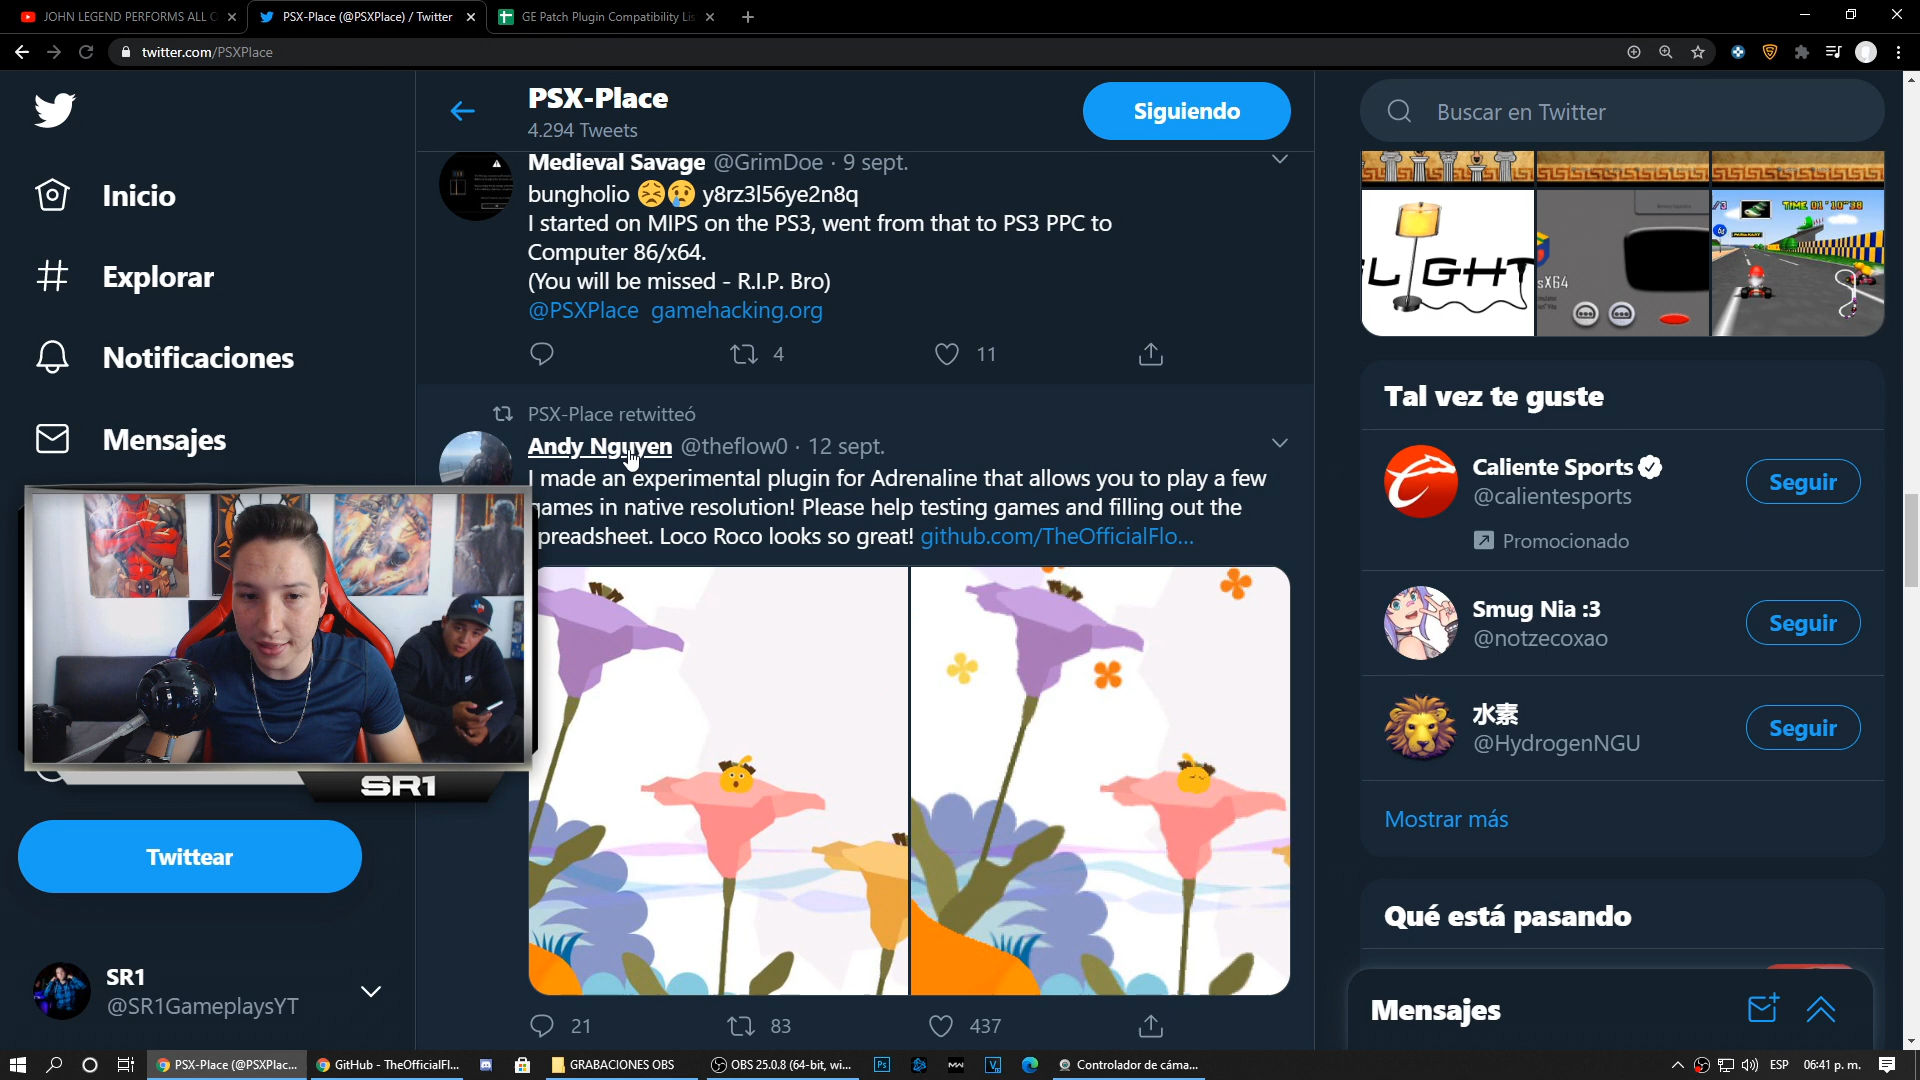 JOHN LEGEND PERFORMS ALL O
PSX-Place (@PSXPlace) / Twitter
GE Patch Plugin Compatibility Lis
twitter.com/PSXPlace
PSX-Place
4.294 Tweets
Siguiendo
Buscar en Twitter
Inicio
Explorar
Notificaciones
Mensajes
Medieval Savage @GrimDoe · 9 sept.
bungholio 😣😢 y8rz3l56ye2n8q
I started on MIPS on the PS3, went from that to PS3 PPC to
Computer 86/x64.
(You will be missed - R.I.P. Bro)
@PSXPlace gamehacking.org
4
11
PSX-Place retwitteó
Andy Nguyen @theflow0 · 12 sept.
I made an experimental plugin for Adrenaline that allows you to play a few
ames in native resolution! Please help testing games and filling out the
preadsheet. Loco Roco looks so great! github.com/TheOfficialFlo...
21
83
437
SR1
Twittear
SR1
@SR1GameplaysYT
LIGHT
sX64
TIME 01'10"38
Tal vez te guste
Caliente Sports
@calientesports
Promocionado
Seguir
Smug Nia :3
@notzecoxao
Seguir
水素
@HydrogenNGU
Seguir
Mostrar más
Qué está pasando
Mensajes
PSX-Place (@PSXPlac...
GitHub - TheOfficialFl...
GRABACIONES OBS
OBS 25.0.8 (64-bit, wi...
Ps
MW
V
Controlador de cáma...
ESP
06:41 p. m.